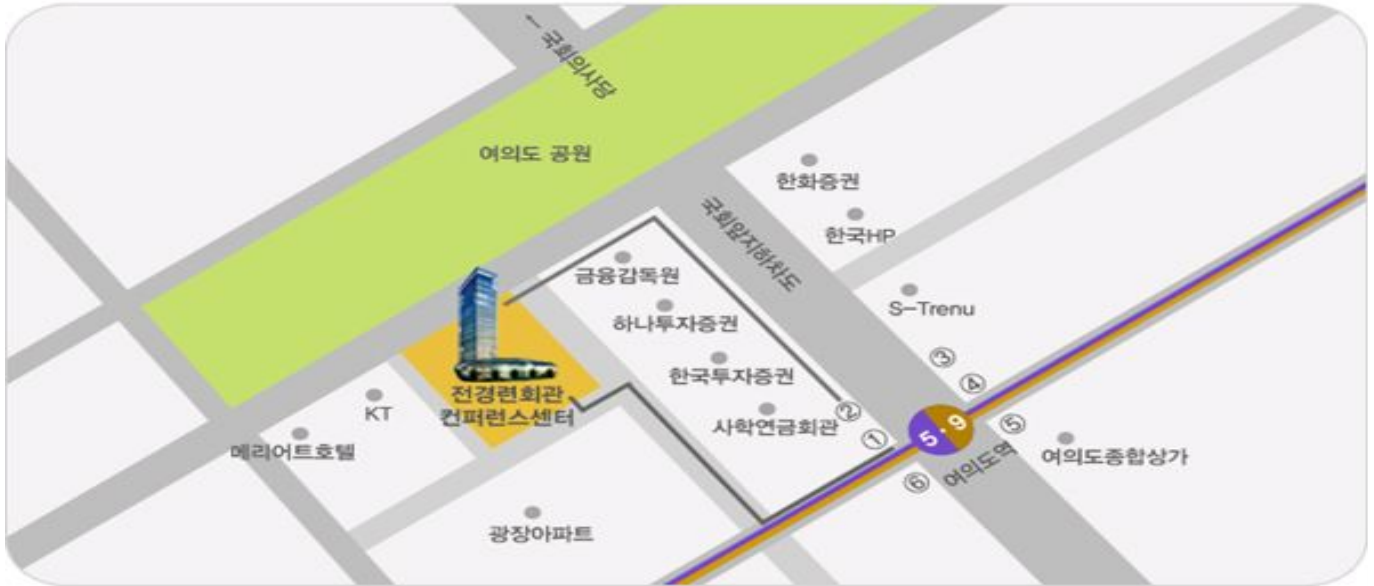 ← 국회의사당
여의도 공원
한화증권
국회앞지하차도
한국HP
금융감독원
S-Trenu
하나투자증권
③
한국투자증권
④
전경련회관
컨퍼런스센터
KT
②
사학연금회관
①
5·9
⑤
메리어트호텔
여의도역
여의도종합상가
⑥
광장아파트